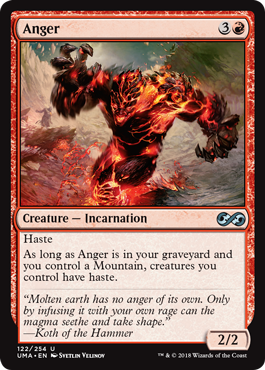 Anger 3
Creature — Incarnation
Haste
As long as Anger is in your graveyard and
you control a Mountain, creatures you
control have haste.
“Molten earth has no anger of its own. Only
by infusing it with your own rage can the
magma seethe and take shape.”
—Koth of the Hammer
2/2
122/254 U
UMA • EN SVETLIN VELINOV
™ & © 2018 Wizards of the Coast